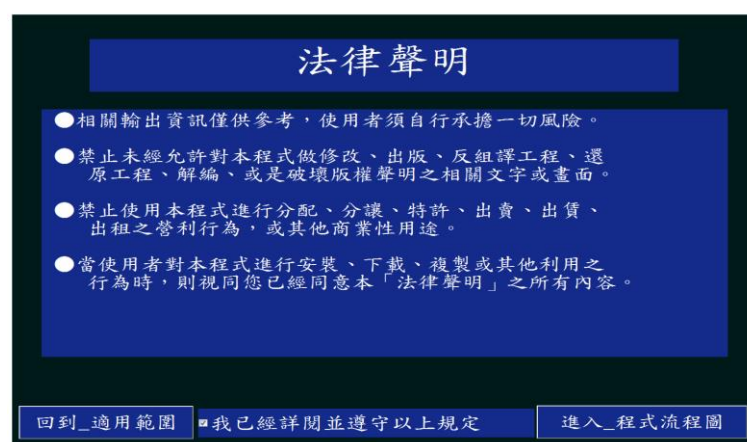 法律聲明
●相關輸出資訊僅供參考，使用者須自行承擔一切風險。
●禁止未經允許對本程式做修改、出版、反組譯工程、還
原工程、解編、或是破壞版權聲明之相關文字或畫面。
●禁止使用本程式進行分配、分讓、特許、出賣、出賃、
出租之營利行為，或其他商業性用途。
●當使用者對本程式進行安裝、下載、複製或其他利用之
行為時，則視同您已經同意本「法律聲明」之所有內容。
回到_適用範圍
我已經詳閱並遵守以上規定
進入_程式流程圖